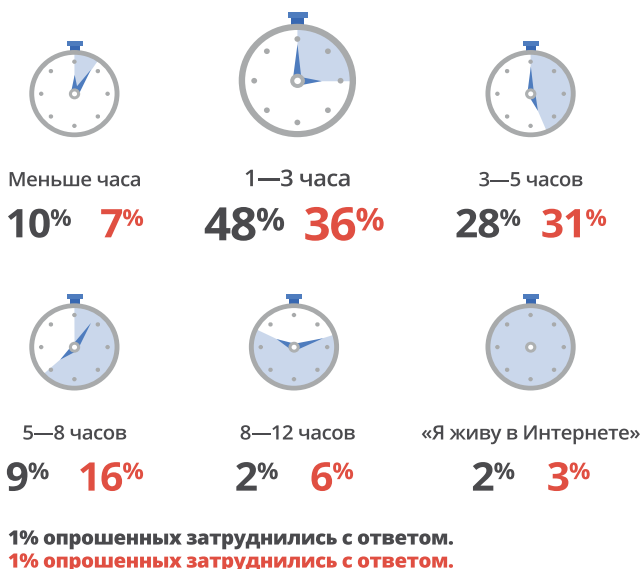 Меньше часа
1—3 часа
3—5 часов
10% 7%
48% 36%
28% 31%
5—8 часов
8—12 часов
«Я живу в Интернете»
9% 16%
2% 6%
2% 3%
1% опрошенных затруднились с ответом.
1% опрошенных затруднились с ответом.